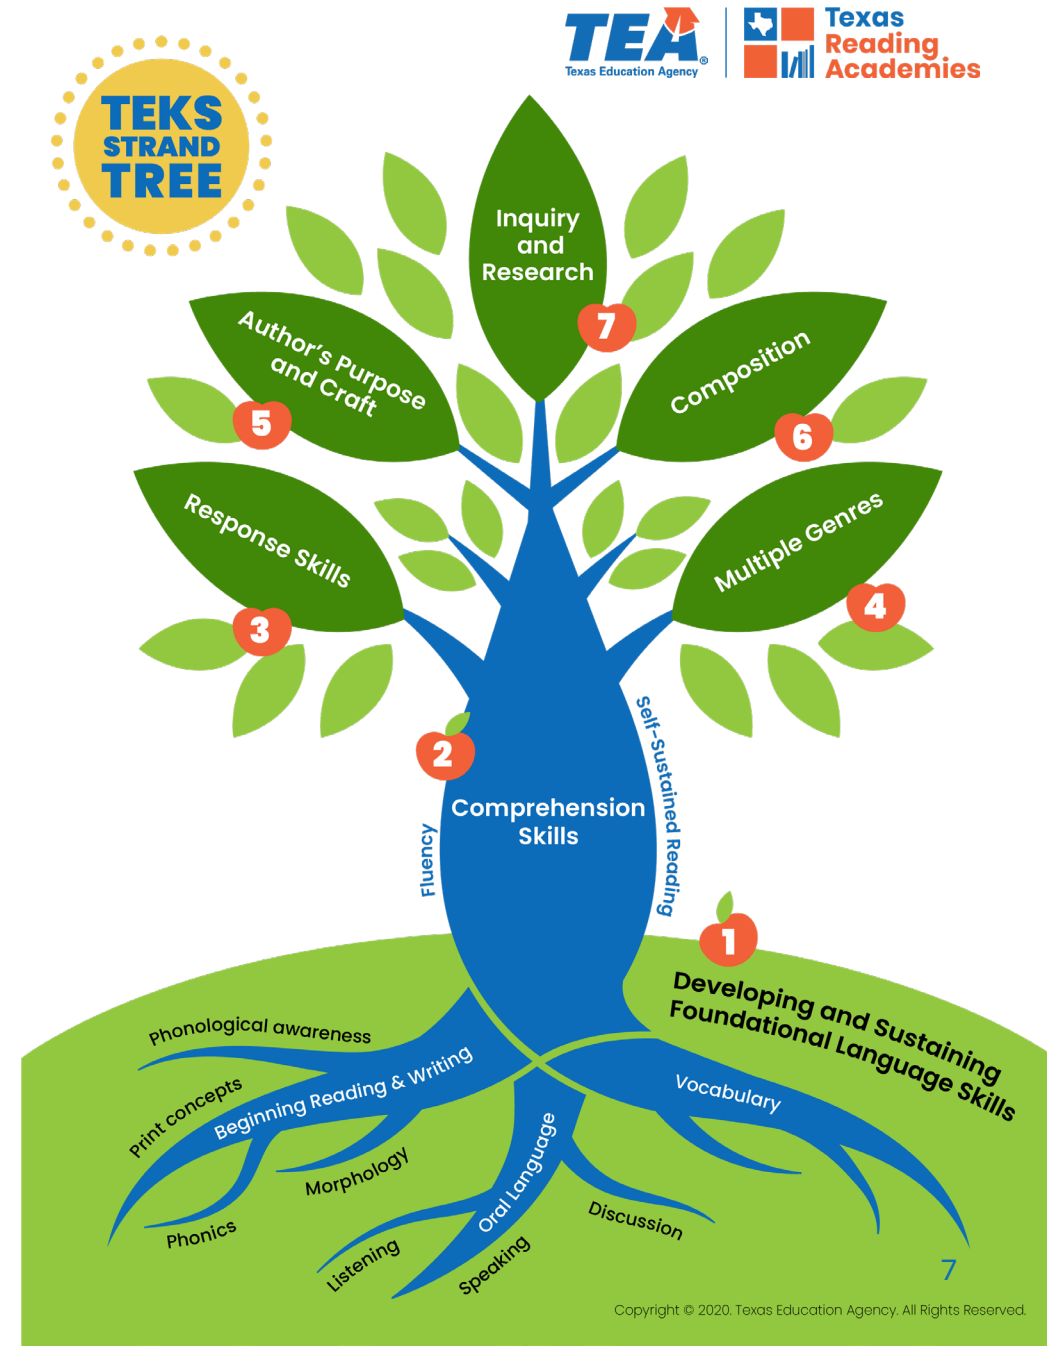 TEA
®
Texas Education Agency
Texas
Reading
Academies
TEKS
STRAND
TREE
Inquiry
and
Research
7
Author's Purpose
and Craft
5
Composition
6
Response Skills
3
Multiple Genres
4
2
Comprehension
Skills
Fluency
Self-Sustained Reading
1
Developing and Sustaining
Foundational Language Skills
Phonological awareness
Print concepts
Beginning Reading & Writing
Morphology
Phonics
Oral Language
Listening
Speaking
Discussion
Vocabulary
7
Copyright © 2020. Texas Education Agency. All Rights Reserved.